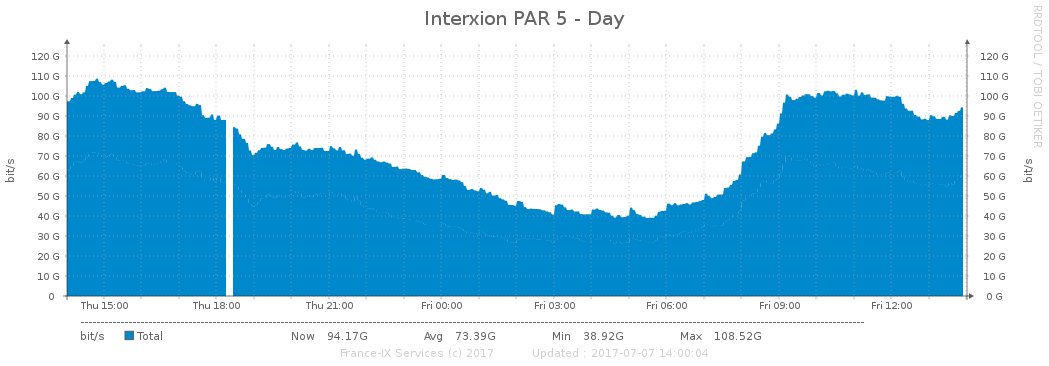 Interxion PAR 5 - Day
RRDTOOL / TOBI OETIKER
bit/s
120 G
110 G
100 G
90 G
80 G
70 G
60 G
50 G
40 G
30 G
20 G
10 G
0
120 G
110 G
100 G
90 G
80 G
70 G
60 G
50 G
40 G
30 G
20 G
10 G
0 G
bit/s
Thu 15:00 Thu 18:00 Thu 21:00 Fri 00:00 Fri 03:00 Fri 06:00 Fri 09:00 Fri 12:00
bit/s Total Now 94.17G Avg 73.39G Min 38.92G Max 108.52G
France-IX Services (c) 2017 Updated : 2017-07-07 14:00:04